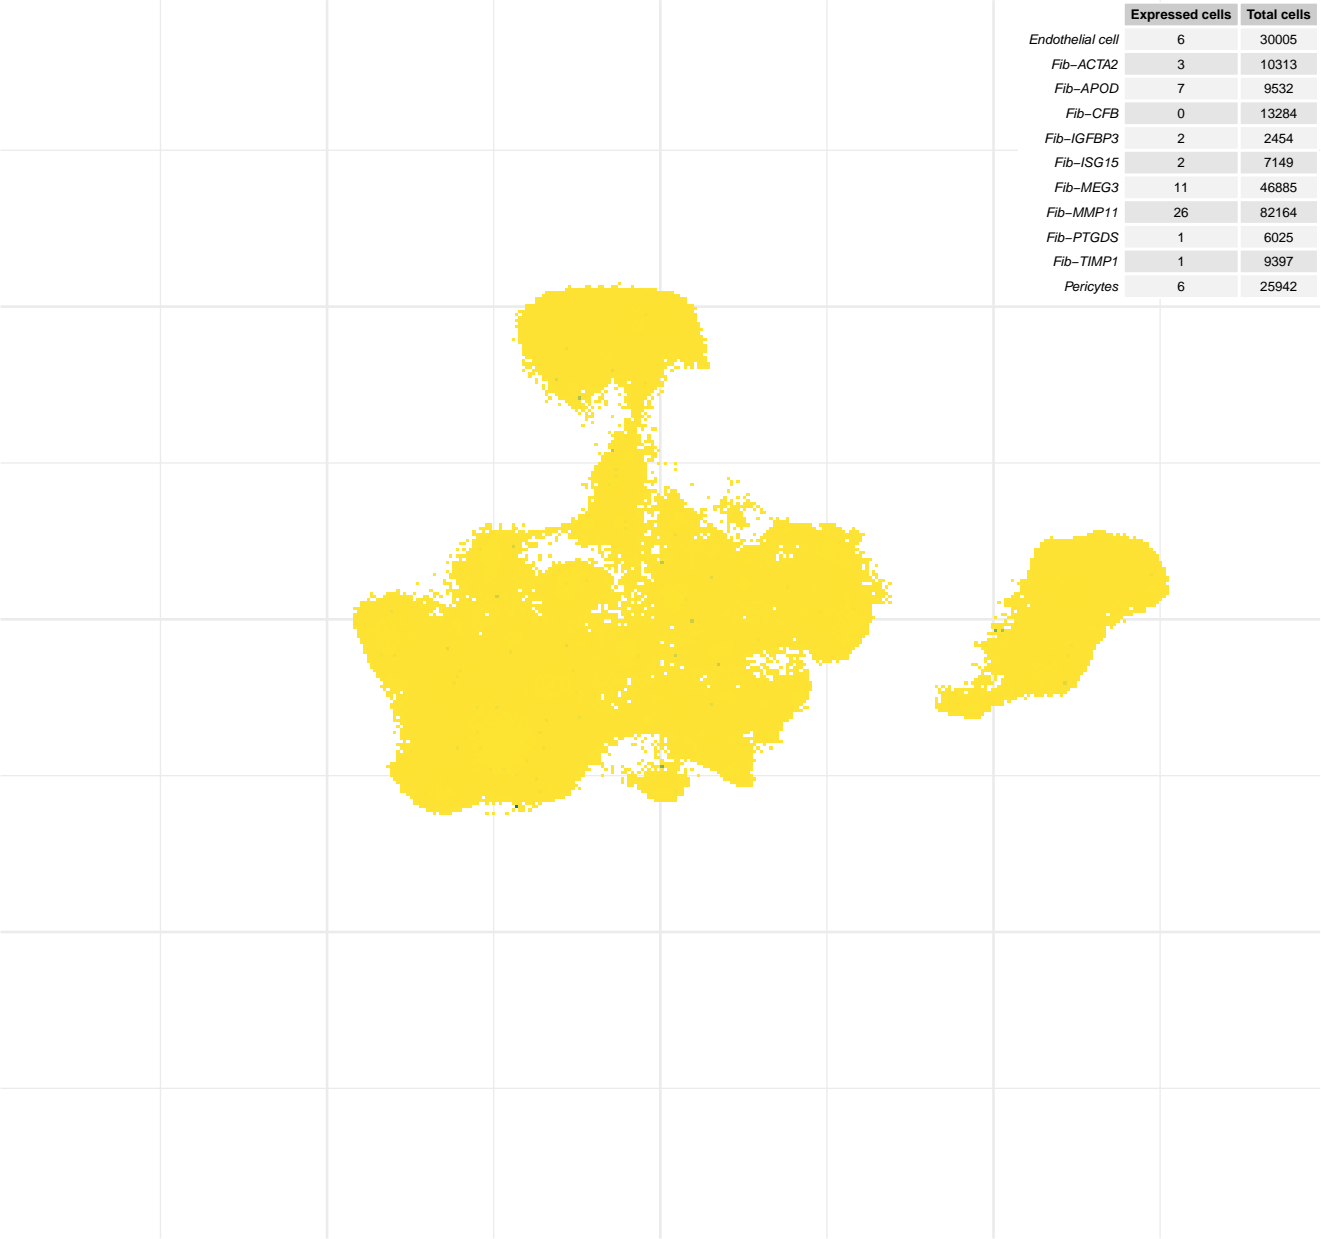 Expressed cells Total cells
Endothelial cell 6 30005
Fib−ACTA2 3 10313
Fib−APOD 7 9532
Fib−CFB 0 13284
Fib−IGFBP3 2 2454
Fib−ISG15 2 7149
Fib−MEG3 11 46885
Fib−MMP11 26 82164
Fib−PTGDS 1 6025
Fib−TIMP1 1 9397
Pericytes 6 25942